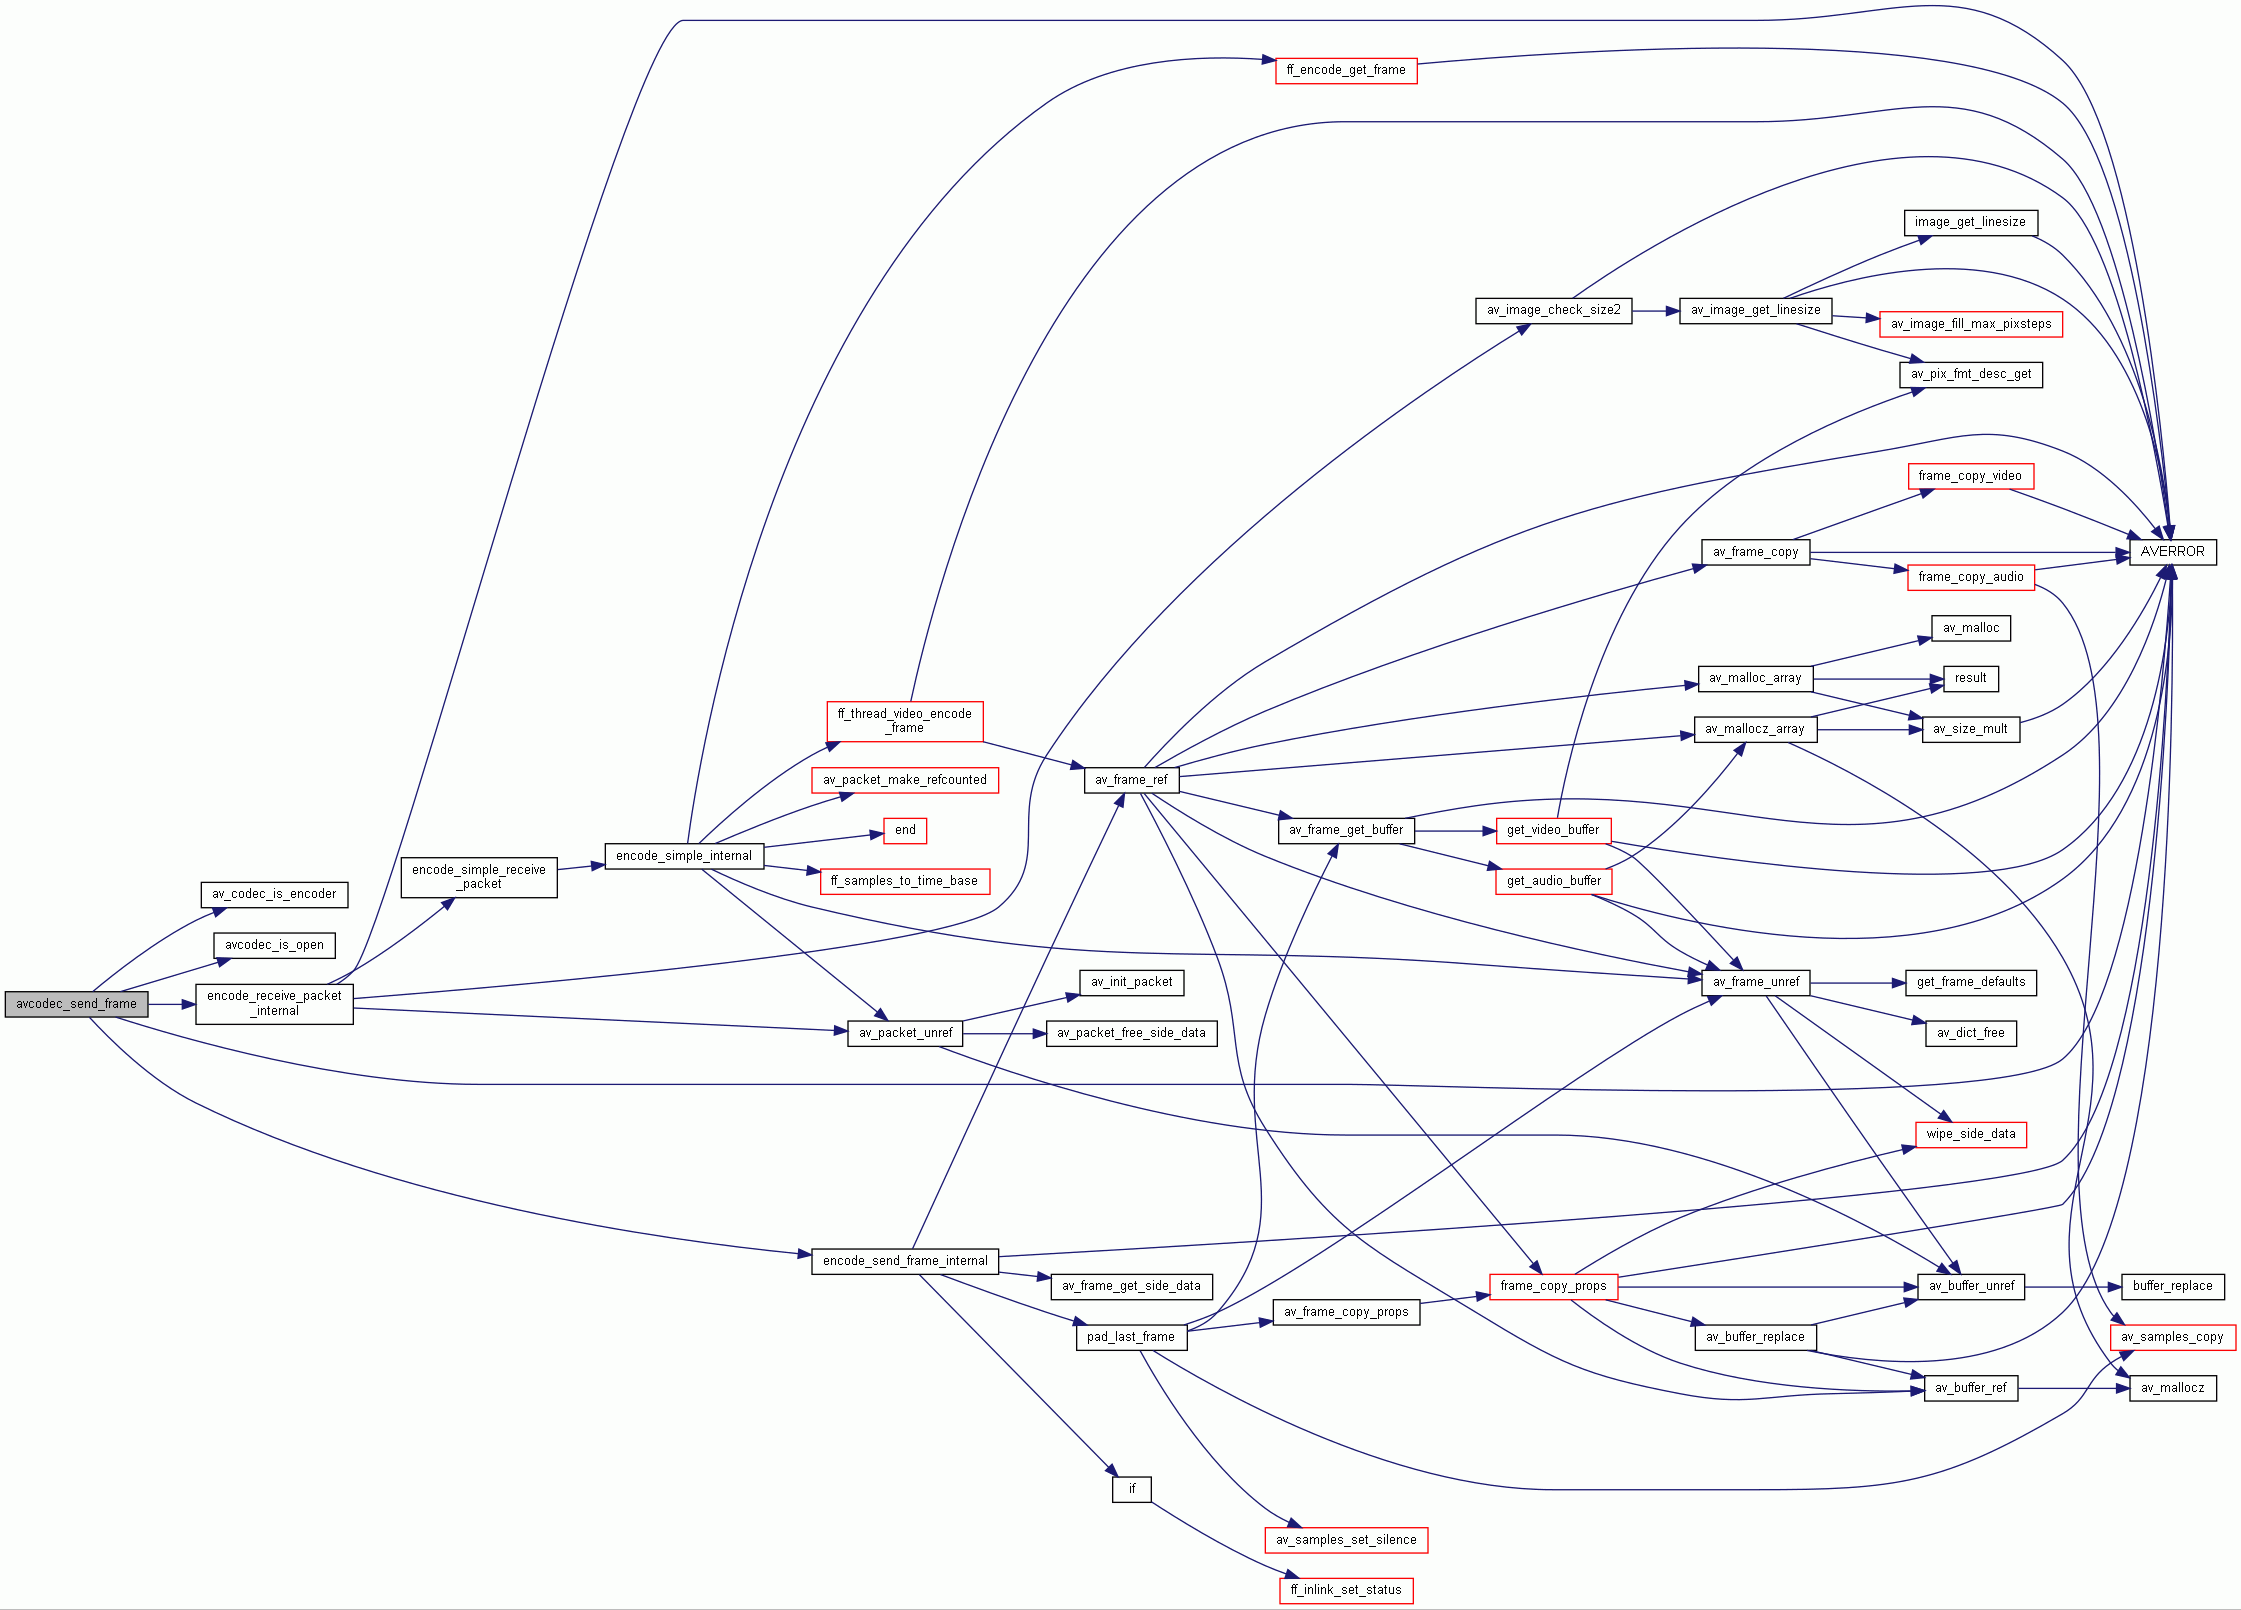 ff_encode_get_frame
image_get_linesize
av_image_check_size2
av_image_get_linesize
av_image_fill_max_pixsteps
av_pix_fmt_desc_get
frame_copy_video
av_frame_copy
AVERROR
frame_copy_audio
av_malloc
av_malloc_array
result
ff_thread_video_encode
_frame
av_mallocz_array
av_size_mult
av_packet_make_refcounted
av_frame_ref
end
av_frame_get_buffer
get_video_buffer
encode_simple_internal
encode_simple_receive
_packet
ff_samples_to_time_base
get_audio_buffer
av_codec_is_encoder
avcodec_is_open
avcodec_send_frame
encode_receive_packet
_internal
av_init_packet
av_frame_unref
get_frame_defaults
av_packet_unref
av_packet_free_side_data
av_dict_free
wipe_side_data
encode_send_frame_internal
av_frame_get_side_data
frame_copy_props
av_buffer_unref
buffer_replace
av_frame_copy_props
pad_last_frame
av_buffer_replace
av_samples_copy
av_buffer_ref
av_mallocz
if
av_samples_set_silence
ff_inlink_set_status